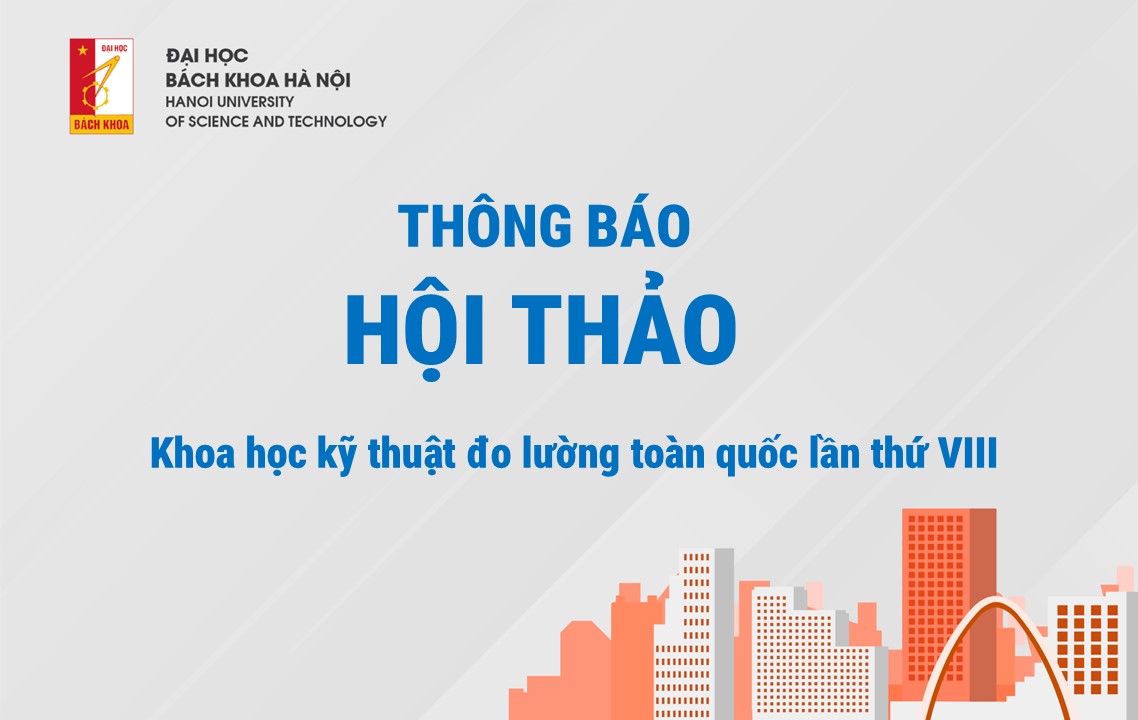 ĐẠI HỌC
BÁCH KHOA
ĐẠI HỌC
BÁCH KHOA HÀ NỘI
HANOI UNIVERSITY
OF SCIENCE AND TECHNOLOGY
THÔNG BÁO
HỘI THẢO
Khoa học kỹ thuật đo lường toàn quốc lần thứ VIII